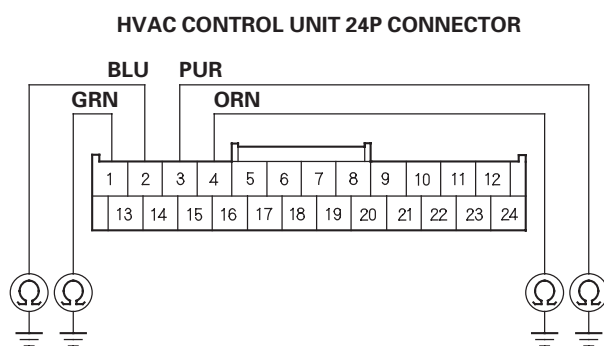 HVAC CONTROL UNIT 24P CONNECTOR
BLU PUR
GRN ORN
1 2 3 4 5 6 7 8 9 10 11 12
13 14 15 16 17 18 19 20 21 22 23 24
Ω Ω Ω Ω